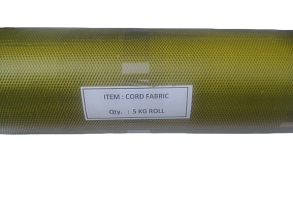 ITEM : CORD FABRIC
Qty. : 5 KG ROLL